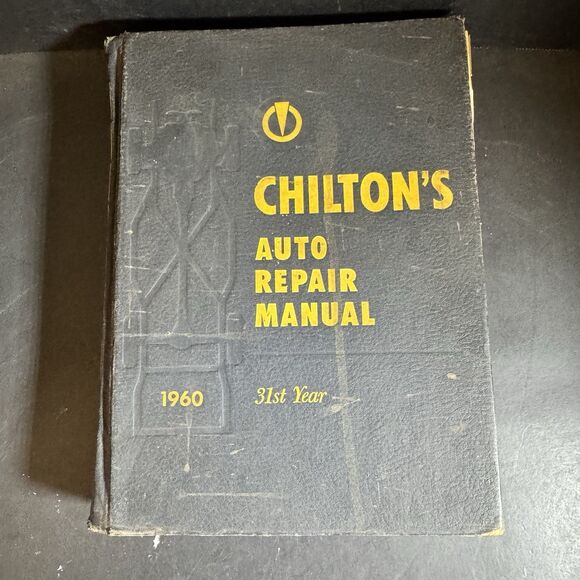 CHILTON'S
AUTO
REPAIR
MANUAL
1960
31st Year